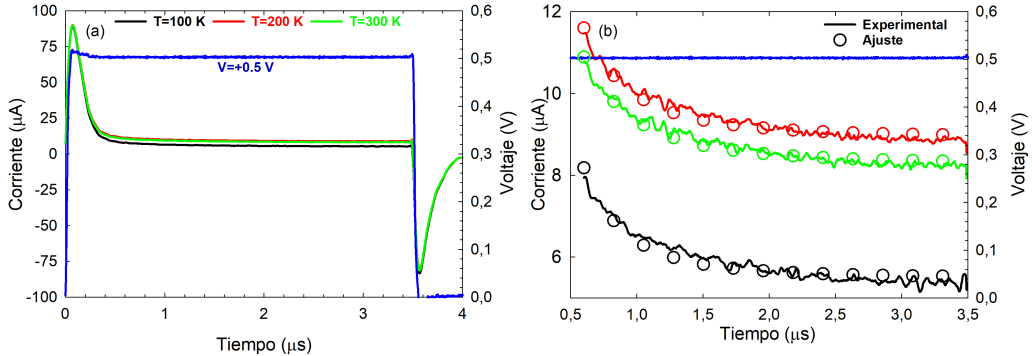 T=100 K T=200 K T=300 K
(a)
V=+0.5 V
Corriente (μA)
100
75
50
25
0
-25
-50
-75
-100
0,6
0,5
0,4
0,3
0,2
0,1
0,0
Voltaje (V)
0 1 2 3 4
Tiempo (μs)
(b)
Experimental
Ajuste
Corriente (μA)
12
10
8
6
0,6
0,5
0,4
0,3
0,2
0,1
0,0
Voltaje (V)
0,5 1,0 1,5 2,0 2,5 3,0 3,5
Tiempo (μs)